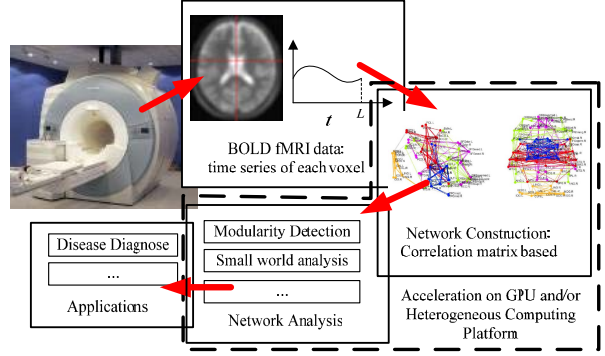 t
L
BOLD fMRI data:
time series of each voxel
Network Construction:
Correlation matrix based
Modularity Detection
Small world analysis
...
Network Analysis
Disease Diagnose
...
Applications
Acceleration on GPU and/or
Heterogeneous Computing
Platform